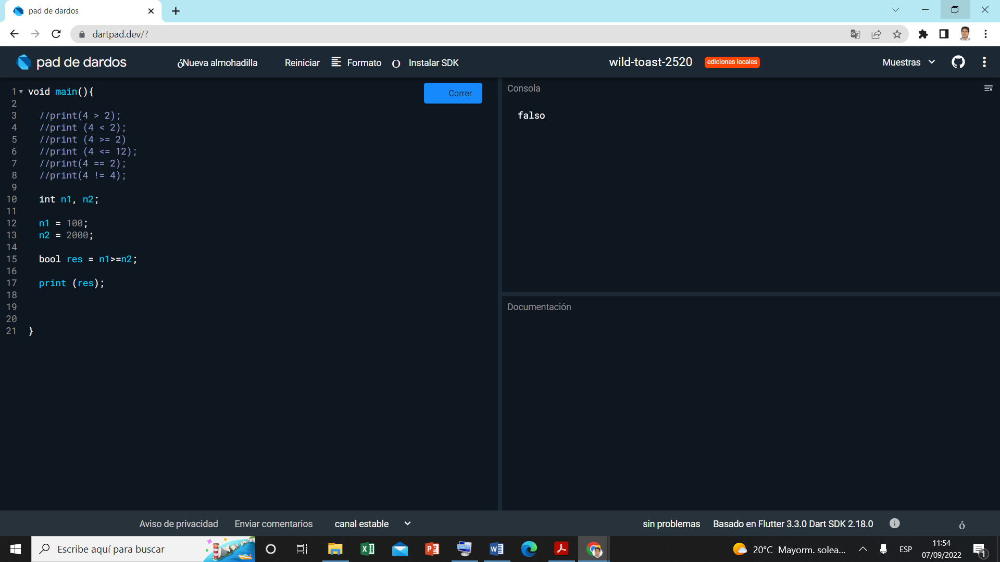 pad de dardos
dartpad.dev/?
pad de dardos
óNueva almohadilla
Reiniciar
Formato
O Instalar SDK
wild-toast-2520
ediciones locales
Muestras
1 void main(){
2
3 //print(4 > 2);
4 //print (4 < 2);
5 //print (4 >= 2)
6 //print (4 <= 12);
7 //print(4 == 2);
8 //print(4 != 4);
9
10 int n1, n2;
11
12 n1 = 100;
13 n2 = 2000;
14
15 bool res = n1>=n2;
16
17 print (res);
18
19
20
21 }
Correr
Consola
falso
Documentación
Aviso de privacidad
Enviar comentarios
canal estable
sin problemas
Basado en Flutter 3.3.0 Dart SDK 2.18.0
ó
Escribe aquí para buscar
20°C Mayorm. solea...
ESP
11:54
07/09/2022
1